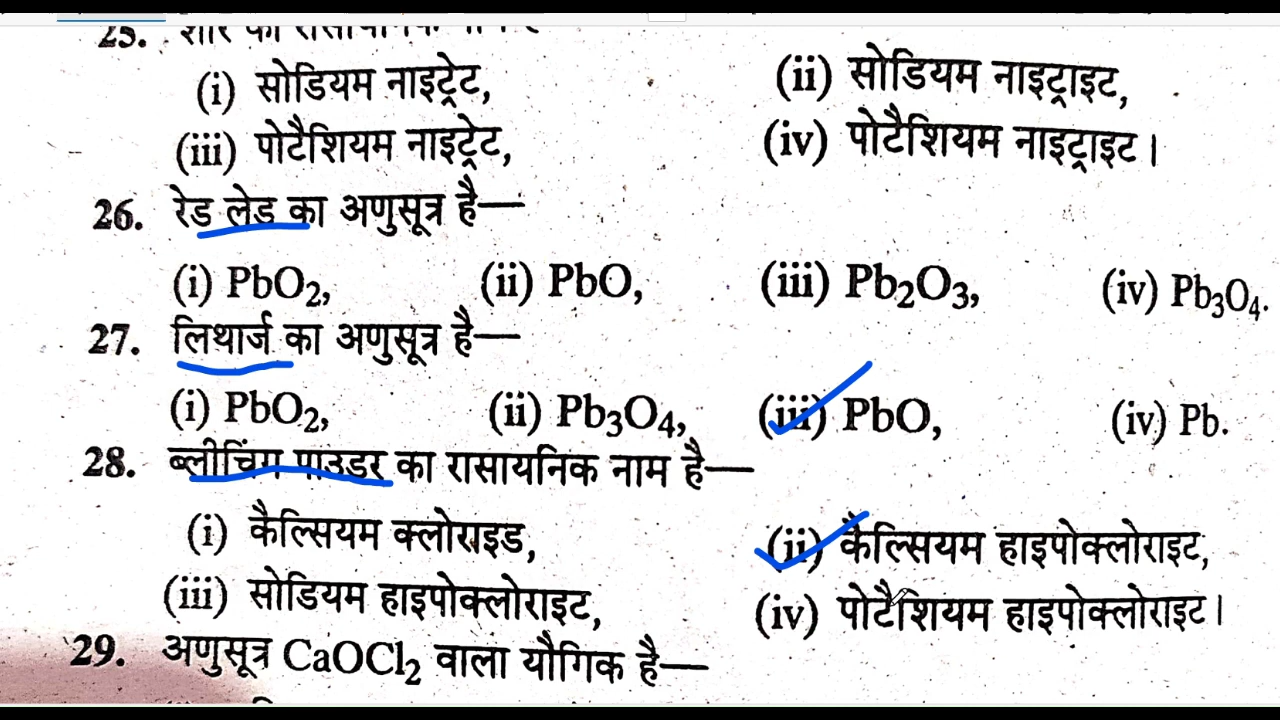 25. शोरे का रासायनिक नाम है
(i) सोडियम नाइट्रेट, (ii) सोडियम नाइट्राइट,
(iii) पोटैशियम नाइट्रेट, (iv) पोटैशियम नाइट्राइट।
26. रेड लेड का अणुसूत्र है—
(i) PbO₂, (ii) PbO, (iii) Pb₂O₃, (iv) Pb₃O₄.
27. लिथार्ज का अणुसूत्र है—
(i) PbO₂, (ii) Pb₃O₄, (iii) PbO, (iv) Pb.
28. ब्लीचिंग पाउडर का रासायनिक नाम है—
(i) कैल्सियम क्लोराइड, (ii) कैल्सियम हाइपोक्लोराइट,
(iii) सोडियम हाइपोक्लोराइट, (iv) पोटैशियम हाइपोक्लोराइट।
29. अणुसूत्र CaOCl₂ वाला यौगिक है—